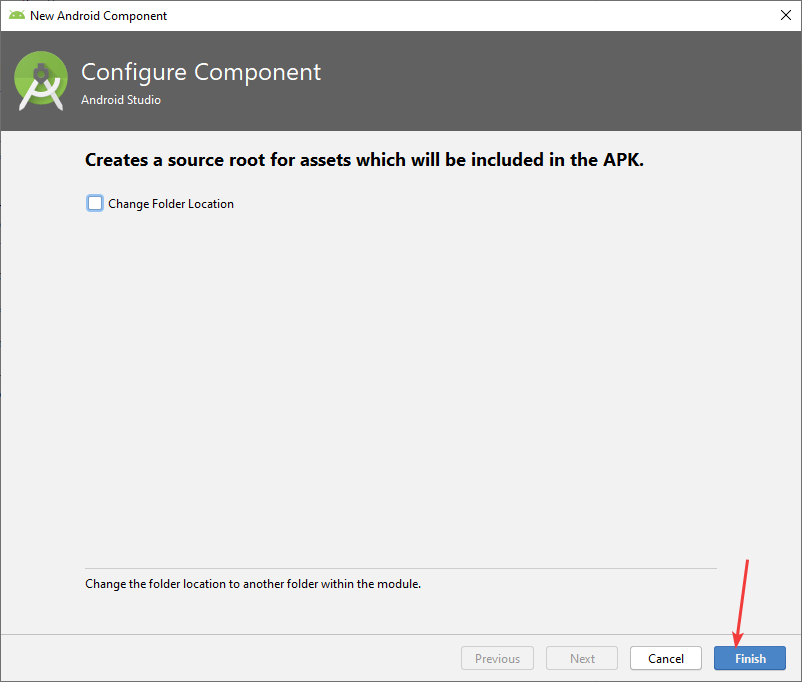 New Android Component
Configure Component
Android Studio
Creates a source root for assets which will be included in the APK.
Change Folder Location
Change the folder location to another folder within the module.
Previous
Next
Cancel
Finish